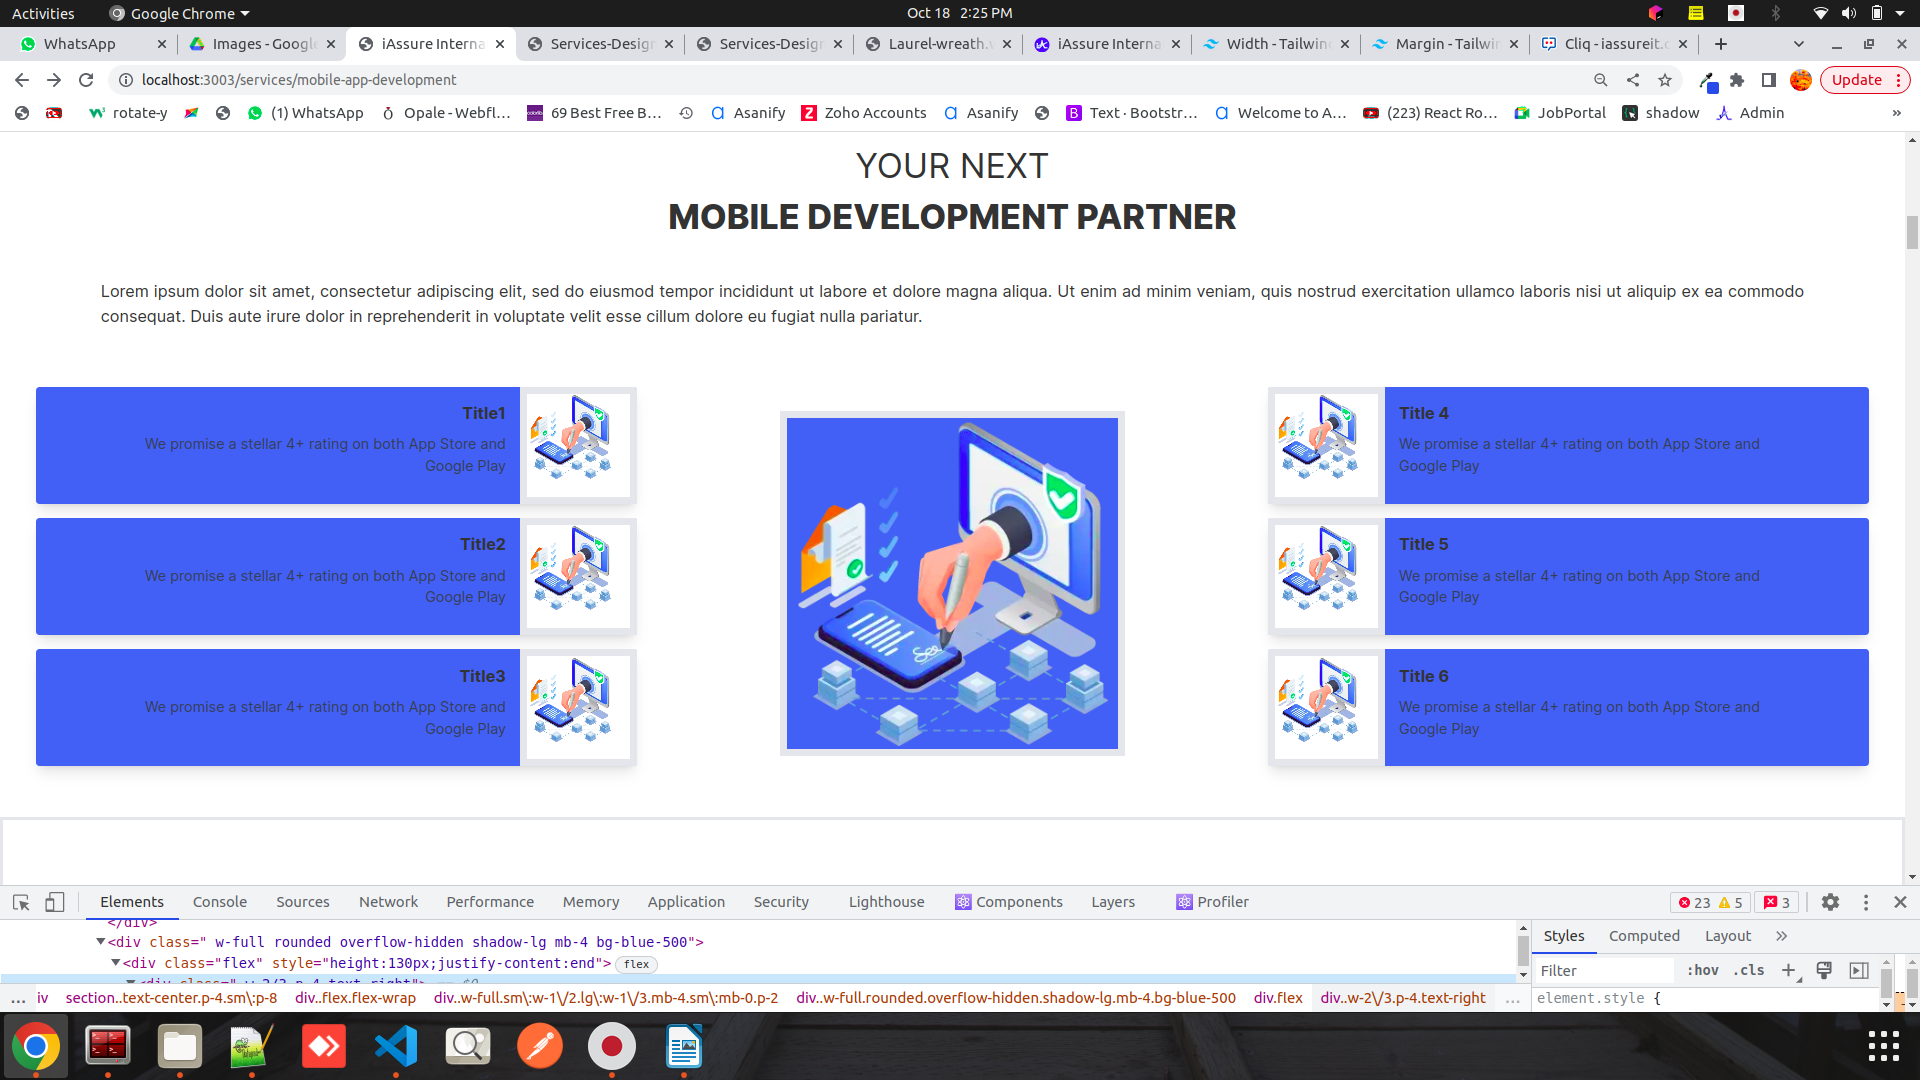 Activities Google Chrome Oct 18 2:25 PM
WhatsApp Images - Google iAssure Interna Services-Design Services-Design Laurel-wreath. iAssure Interna Width - Tailwin Margin - Tailwi Cliq - iassureit.c
localhost:3003/services/mobile-app-development Update
rotate-y (1) WhatsApp Opale - Webfl... 69 Best Free B... Asanify Zoho Accounts Asanify Text · Bootstr... Welcome to A... (223) React Ro... JobPortal shadow Admin »
YOUR NEXT
MOBILE DEVELOPMENT PARTNER
Lorem ipsum dolor sit amet, consectetur adipiscing elit, sed do eiusmod tempor incididunt ut labore et dolore magna aliqua. Ut enim ad minim veniam, quis nostrud exercitation ullamco laboris nisi ut aliquip ex ea commodo
consequat. Duis aute irure dolor in reprehenderit in voluptate velit esse cillum dolore eu fugiat nulla pariatur.
Title1
We promise a stellar 4+ rating on both App Store and
Google Play
Title2
We promise a stellar 4+ rating on both App Store and
Google Play
Title3
We promise a stellar 4+ rating on both App Store and
Google Play
Title 4
We promise a stellar 4+ rating on both App Store and
Google Play
Title 5
We promise a stellar 4+ rating on both App Store and
Google Play
Title 6
We promise a stellar 4+ rating on both App Store and
Google Play
Elements Console Sources Network Performance Memory Application Security Lighthouse Components Layers Profiler 23 5 3
</div>
<div class=" w-full rounded overflow-hidden shadow-lg mb-4 bg-blue-500">
<div class="flex" style="height:130px;justify-content:end"> flex
<div class=" w-2/3 p-4 text-right"> == $0
... iv section..text-center.p-4.sm\:p-8 div..flex.flex-wrap div..w-full.sm\:w-1\/2.lg\:w-1\/3.mb-4.sm\:mb-0.p-2 div..w-full.rounded.overflow-hidden.shadow-lg.mb-4.bg-blue-500 div.flex div..w-2\/3.p-4.text-right ...
Styles Computed Layout »
Filter :hov .cls +
element.style {